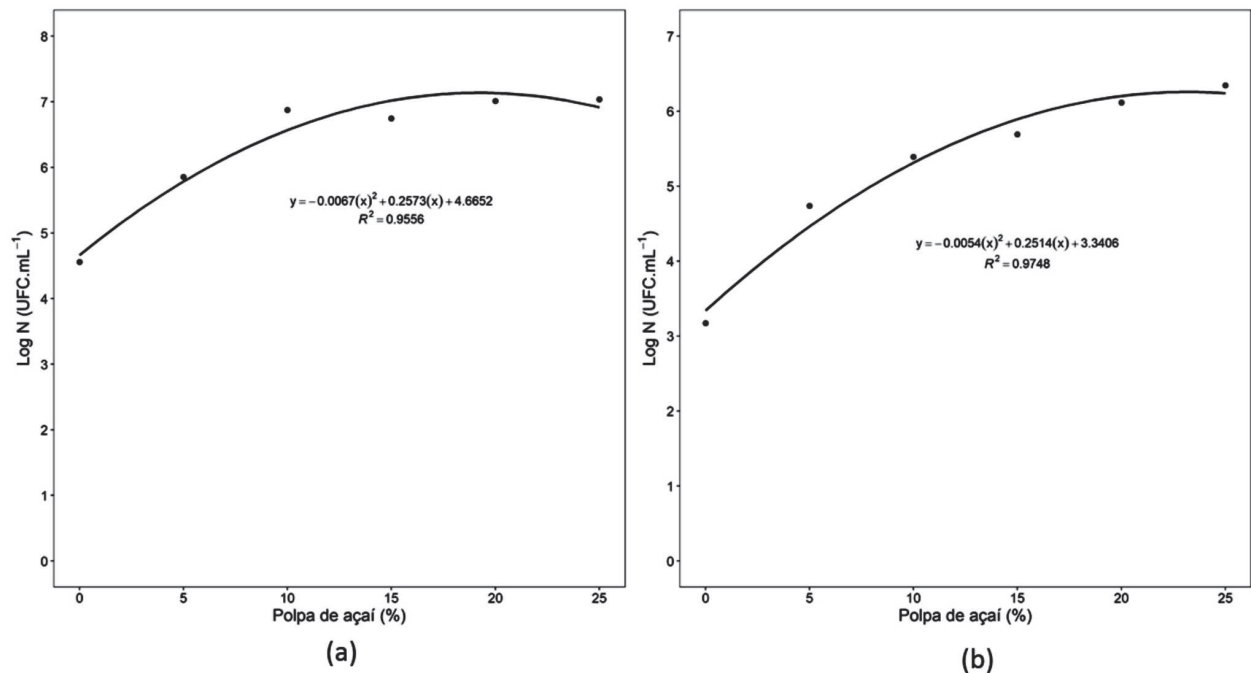 8
7
6
5
4
3
2
1
0
Log N (UFC.mL⁻¹)
y = −0.0067(x)² + 0.2573(x) + 4.6652
R² = 0.9556
0 5 10 15 20 25
Polpa de açaí (%)
(a)
7
6
5
4
3
2
1
0
Log N (UFC.mL⁻¹)
y = −0.0054(x)² + 0.2514(x) + 3.3406
R² = 0.9748
0 5 10 15 20 25
Polpa de açaí (%)
(b)